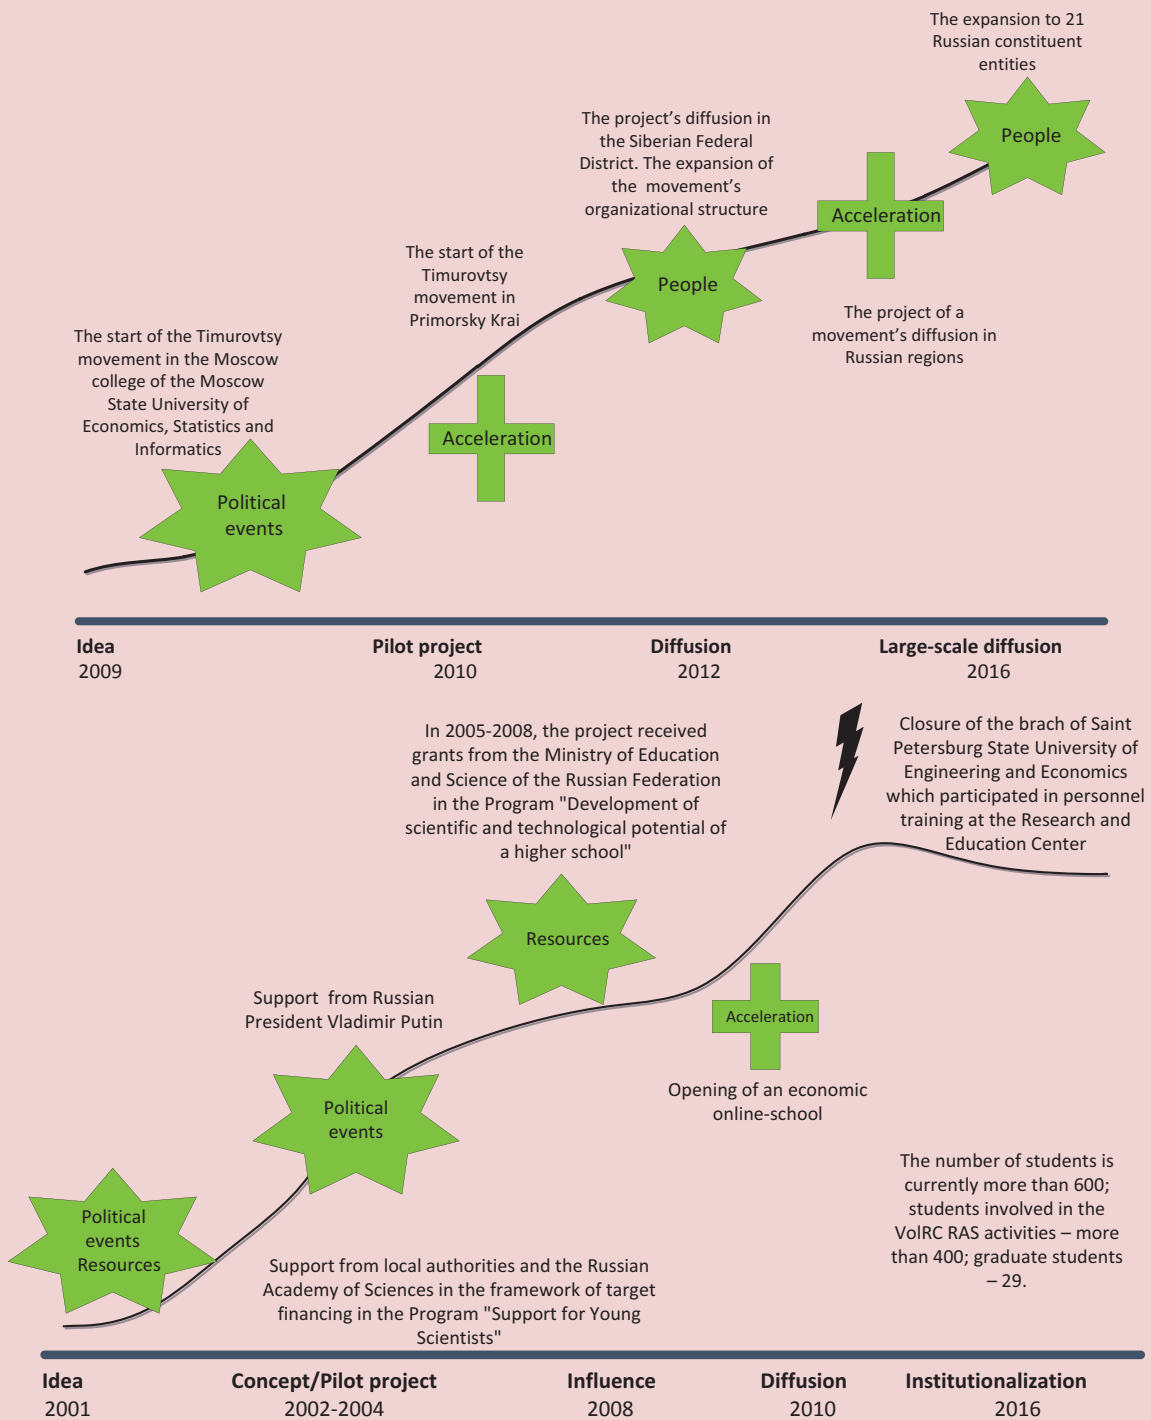 The expansion to 21
Russian constituent
entities
People
The project's diffusion in
the Siberian Federal
District. The expansion of
the movement's
organizational structure
Acceleration
People
The start of the
Timurovtsy
movement in
Primorsky Krai
The project of a
movement's diffusion in
Russian regions
The start of the Timurovtsy
movement in the Moscow
college of the Moscow
State University of
Economics, Statistics and
Informatics
Acceleration
Political
events
Idea
2009
Pilot project
2010
Diffusion
2012
Large-scale diffusion
2016
In 2005-2008, the project received
grants from the Ministry of Education
and Science of the Russian Federation
in the Program "Development of
scientific and technological potential of
a higher school"
Closure of the brach of Saint
Petersburg State University of
Engineering and Economics
which participated in personnel
training at the Research and
Education Center
Resources
Support from Russian
President Vladimir Putin
Acceleration
Opening of an economic
online-school
Political
events
The number of students is
currently more than 600;
students involved in the
VolRC RAS activities – more
than 400; graduate students
– 29.
Political
events
Resources
Support from local authorities and the Russian
Academy of Sciences in the framework of target
financing in the Program "Support for Young
Scientists"
Idea
2001
Concept/Pilot project
2002-2004
Influence
2008
Diffusion
2010
Institutionalization
2016